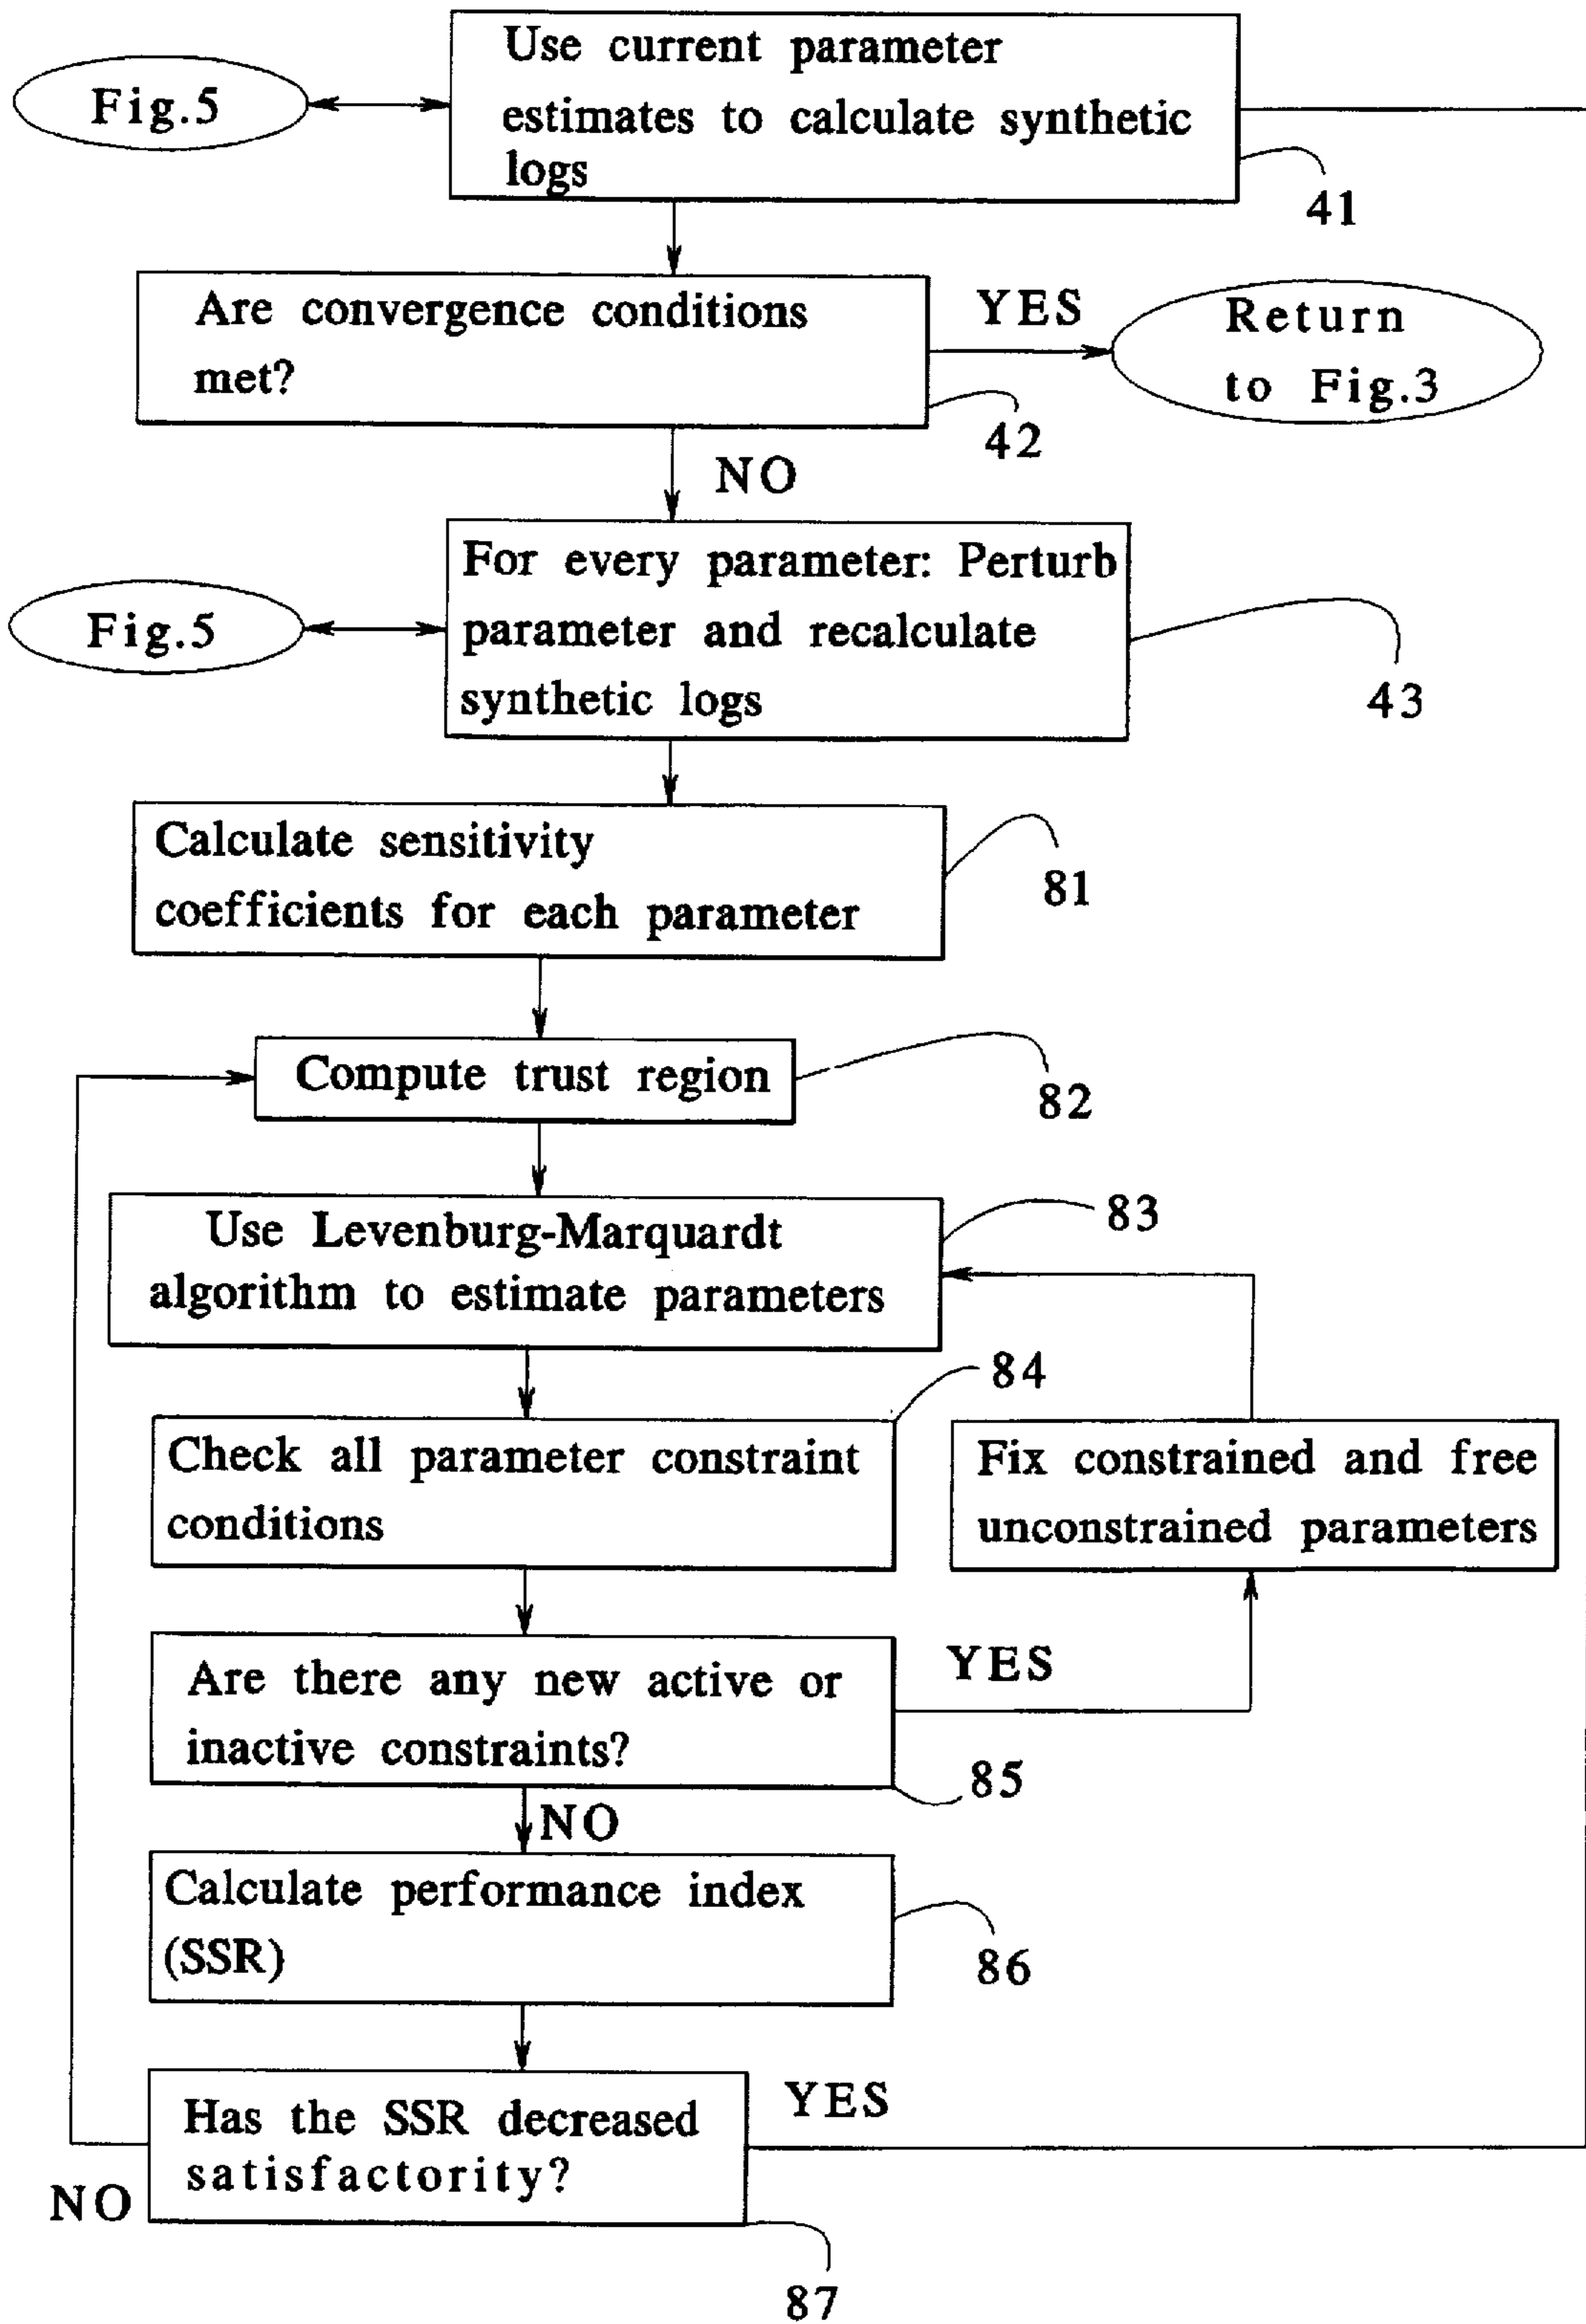 Use current parameter
estimates to calculate synthetic
logs
Fig.5
41
Are convergence conditions
met?
YES
Return
to Fig.3
42
NO
For every parameter: Perturb
parameter and recalculate
synthetic logs
Fig.5
43
Calculate sensitivity
coefficients for each parameter
81
Compute trust region
82
Use Levenburg-Marquardt
algorithm to estimate parameters
83
Check all parameter constraint
conditions
84
Fix constrained and free
unconstrained parameters
Are there any new active or
inactive constraints?
YES
85
NO
Calculate performance index
(SSR)
86
Has the SSR decreased
satisfactority?
YES
NO
87